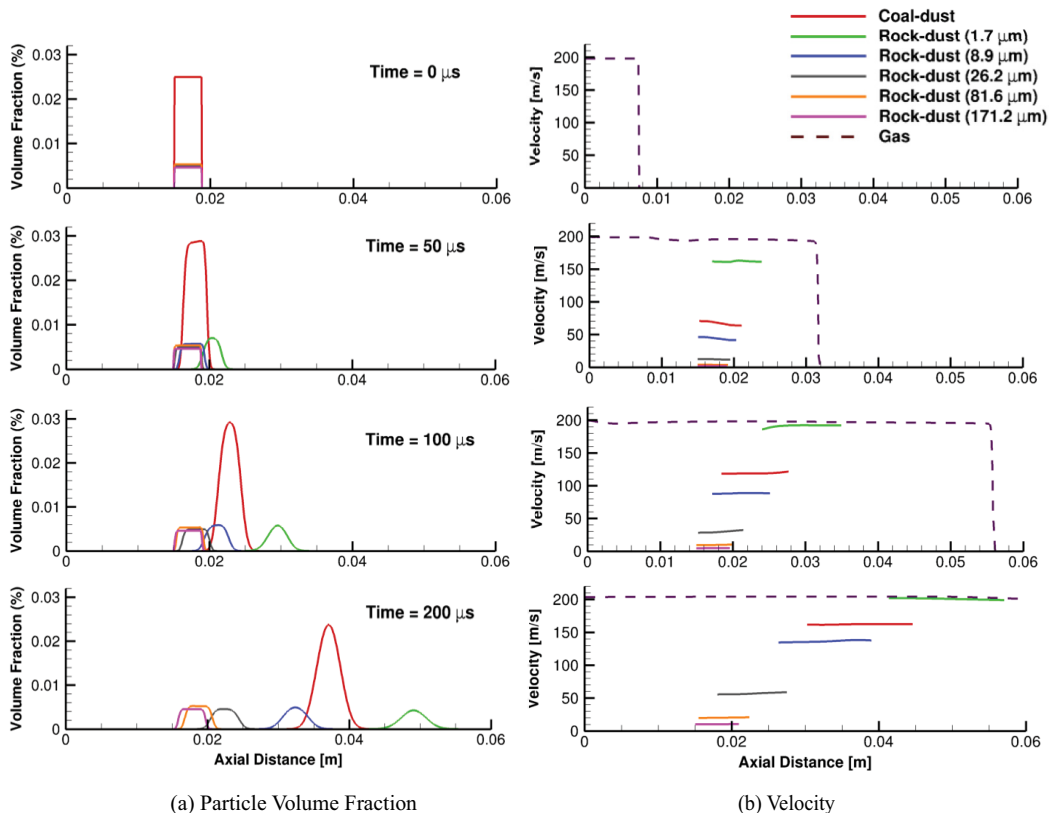 Coal-dust
Rock-dust (1.7 μm)
Rock-dust (8.9 μm)
Rock-dust (26.2 μm)
Rock-dust (81.6 μm)
Rock-dust (171.2 μm)
Gas
Volume Fraction (%)
0.03
0.02
0.01
0
Time = 0 μs
0 0.02 0.04 0.06
Velocity [m/s]
200
150
100
50
0
0 0.01 0.02 0.03 0.04 0.05 0.06
Volume Fraction (%)
0.03
0.02
0.01
0
Time = 50 μs
0 0.02 0.04 0.06
Velocity [m/s]
200
150
100
50
0
0 0.01 0.02 0.03 0.04 0.05 0.06
Volume Fraction (%)
0.03
0.02
0.01
0
Time = 100 μs
0 0.02 0.04 0.06
Velocity [m/s]
200
150
100
50
0
0 0.01 0.02 0.03 0.04 0.05 0.06
Volume Fraction (%)
0.03
0.02
0.01
0
Time = 200 μs
0 0.02 0.04 0.06
Axial Distance [m]
Velocity [m/s]
200
150
100
50
0
0 0.02 0.04 0.06
Axial Distance [m]
(a) Particle Volume Fraction
(b) Velocity